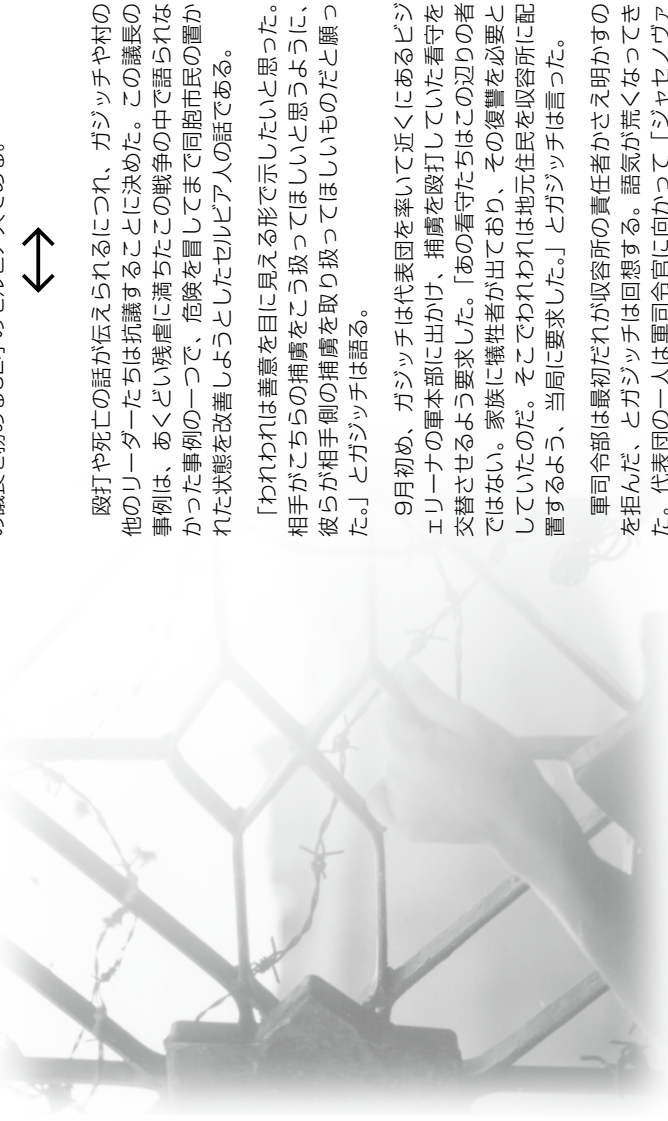 の議長を務める52才のセルビア人である。
殴打や死亡の話が伝えられるにつれ、ガジッチや村の
他のリーダーたちは抗議することに決めた。この議長の
事例は、あくどい残虐に満ちたこの戦争の中で語られな
かった事例の一つで、危険を冒してまで同胞市民の置か
れた状態を改善しようとしたセルビア人の話である。
「われわれは善意を目に見える形で示したいと思った。
相手がこちらの捕虜をこう扱ってほしいと思うように、
彼らが相手側の捕虜を取り扱ってほしいものだと願っ
た。」とガジッチは語る。
9月初め、ガジッチは代表団を率いて近くにあるビジ
ェリーナの軍本部に出かけ、捕虜を殴打していた看守を
交替させるよう要求した。「あの看守たちはこの辺りの者
ではない。家族に犠牲者が出ており、その復讐を必要と
していたのだ。そこでわれわれは地元住民を収容所に配
置するよう、当局に要求した。」とガジッチは言った。
軍司令部は最初だれが収容所の責任者かさえ明かすの
を拒んだ、とガジッチは回想する。語気が荒くなってき
た。代表団の一人は軍司令官に向かって「ジャセノヴァ